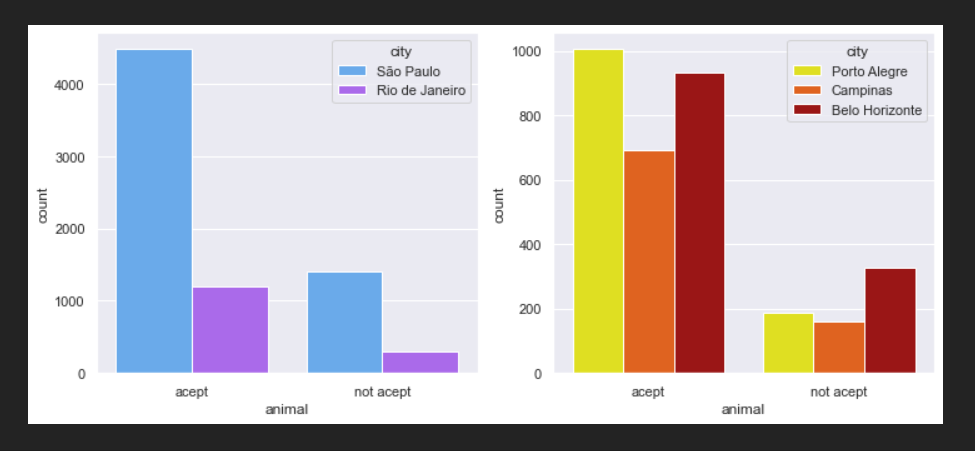 city
São Paulo
Rio de Janeiro
4000
3000
2000
1000
0
count
acept
not acept
animal
city
Porto Alegre
Campinas
Belo Horizonte
1000
800
600
400
200
0
count
acept
not acept
animal